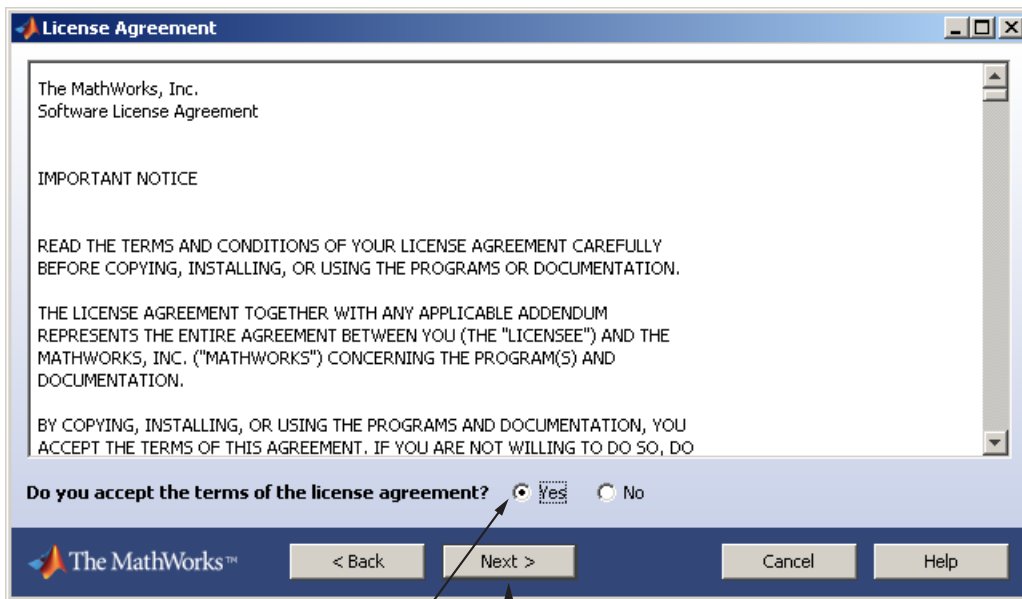 License Agreement
The MathWorks, Inc.
Software License Agreement
IMPORTANT NOTICE
READ THE TERMS AND CONDITIONS OF YOUR LICENSE AGREEMENT CAREFULLY
BEFORE COPYING, INSTALLING, OR USING THE PROGRAMS OR DOCUMENTATION.
THE LICENSE AGREEMENT TOGETHER WITH ANY APPLICABLE ADDENDUM
REPRESENTS THE ENTIRE AGREEMENT BETWEEN YOU (THE "LICENSEE") AND THE
MATHWORKS, INC. ("MATHWORKS") CONCERNING THE PROGRAM(S) AND
DOCUMENTATION.
BY COPYING, INSTALLING, OR USING THE PROGRAMS AND DOCUMENTATION, YOU
ACCEPT THE TERMS OF THIS AGREEMENT. IF YOU ARE NOT WILLING TO DO SO, DO
Do you accept the terms of the license agreement? Yes No
The MathWorks™ < Back Next > Cancel Help